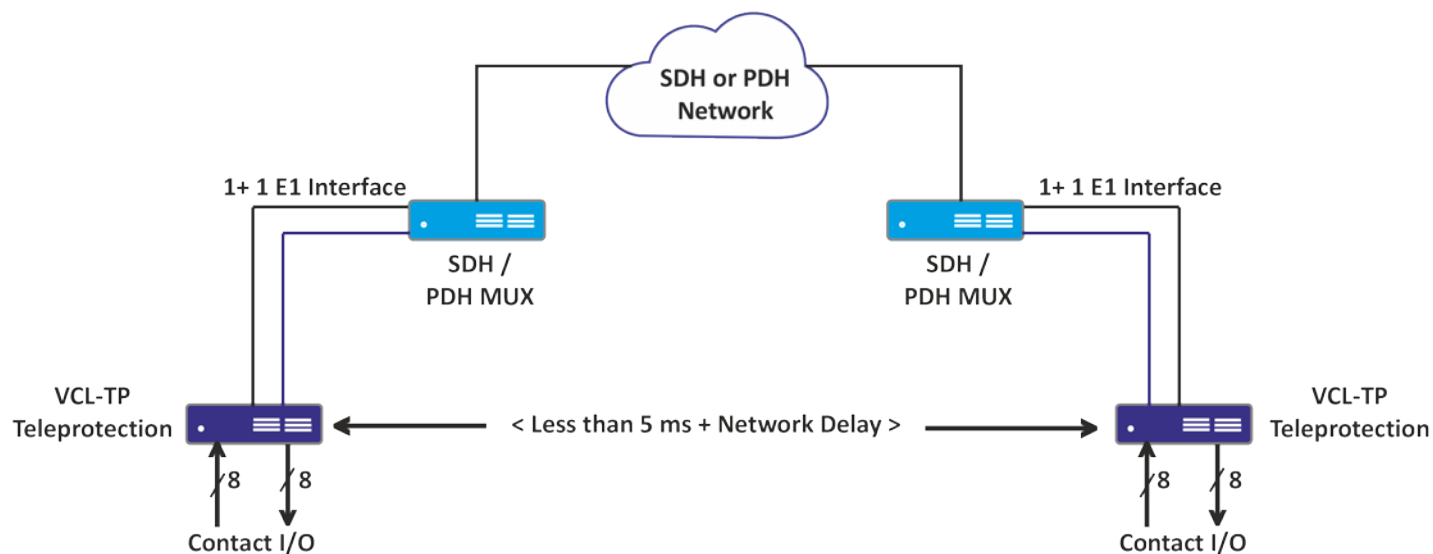 SDH or PDH
Network
1+ 1 E1 Interface
1+ 1 E1 Interface
SDH /
PDH MUX
SDH /
PDH MUX
VCL-TP
Teleprotection
< Less than 5 ms + Network Delay >
VCL-TP
Teleprotection
8
8
8
8
Contact I/O
Contact I/O